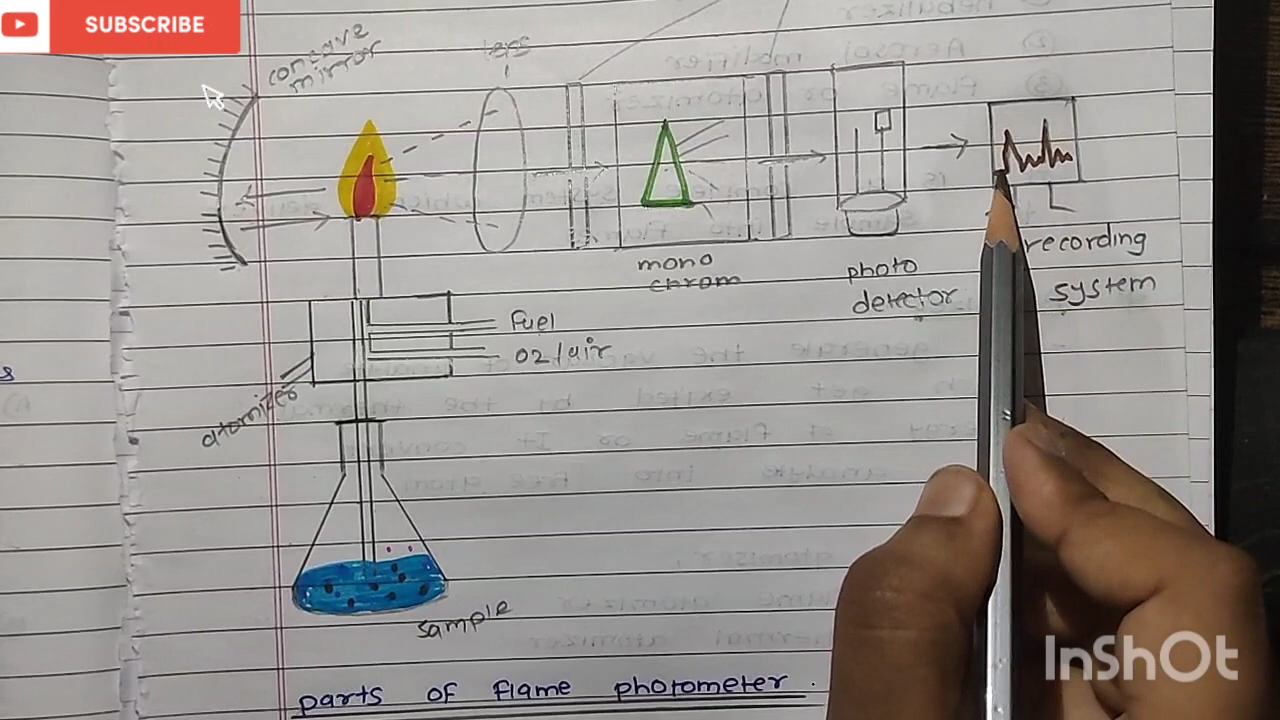 SUBSCRIBE
concave
mirror
lens
mono
chrom
photo
detector
recording
system
Fuel
O2/air
atomizer
sample
parts of flame photometer.
InShOt